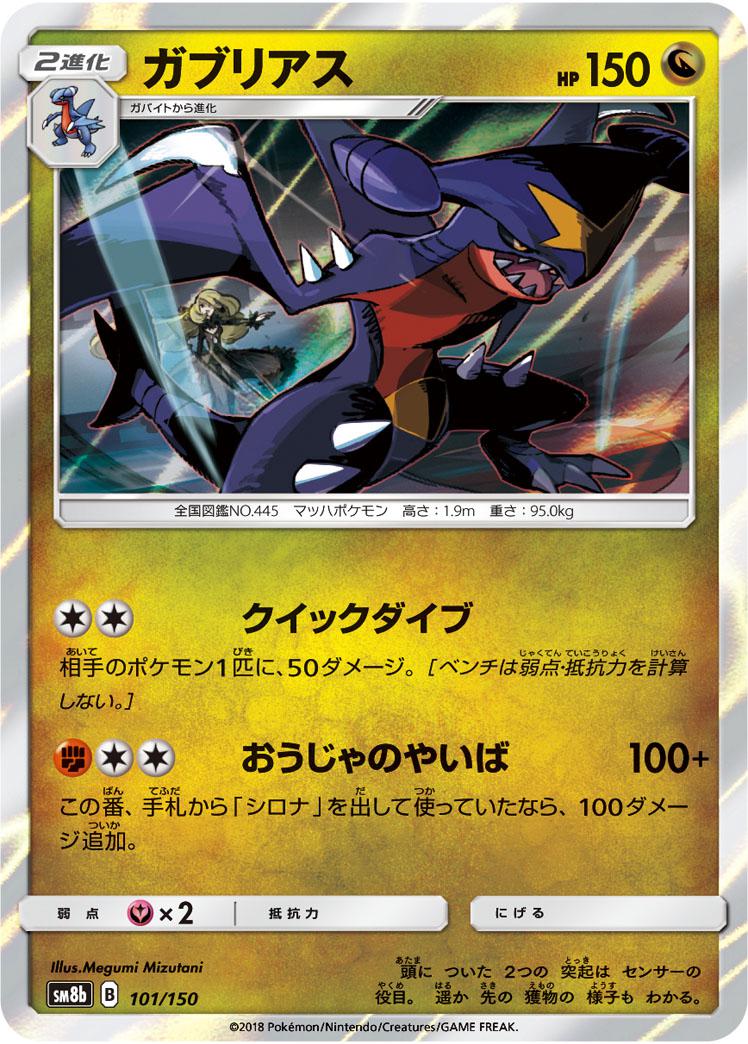 2進化
ガブリアス
HP 150
ガバイトから進化
全国図鑑NO.445 マッハポケモン 高さ：1.9m 重さ：95.0kg
クイックダイブ
相手のポケモン1匹に、50ダメージ。［ベンチは弱点・抵抗力を計算
しない。］
おうじゃのやいば 100+
この番、手札から「シロナ」を出して使っていたなら、100ダメー
ジ追加。
弱点 ×2 抵抗力 にげる
Illus.Megumi Mizutani
頭に ついた 2つの 突起は センサーの
役目。遥か 先の 獲物の 様子も わかる。
SM8b B 101/150
©2018 Pokémon/Nintendo/Creatures/GAME FREAK.